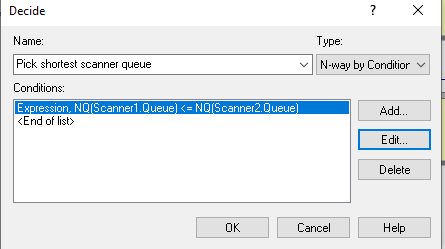 Decide
Name:
Type:
Pick shortest scanner queue
N-way by Condition
Conditions:
Expression, NQ(Scanner1.Queue) <= NQ(Scanner2.Queue)
<End of list>
Add...
Edit...
Delete
OK
Cancel
Help